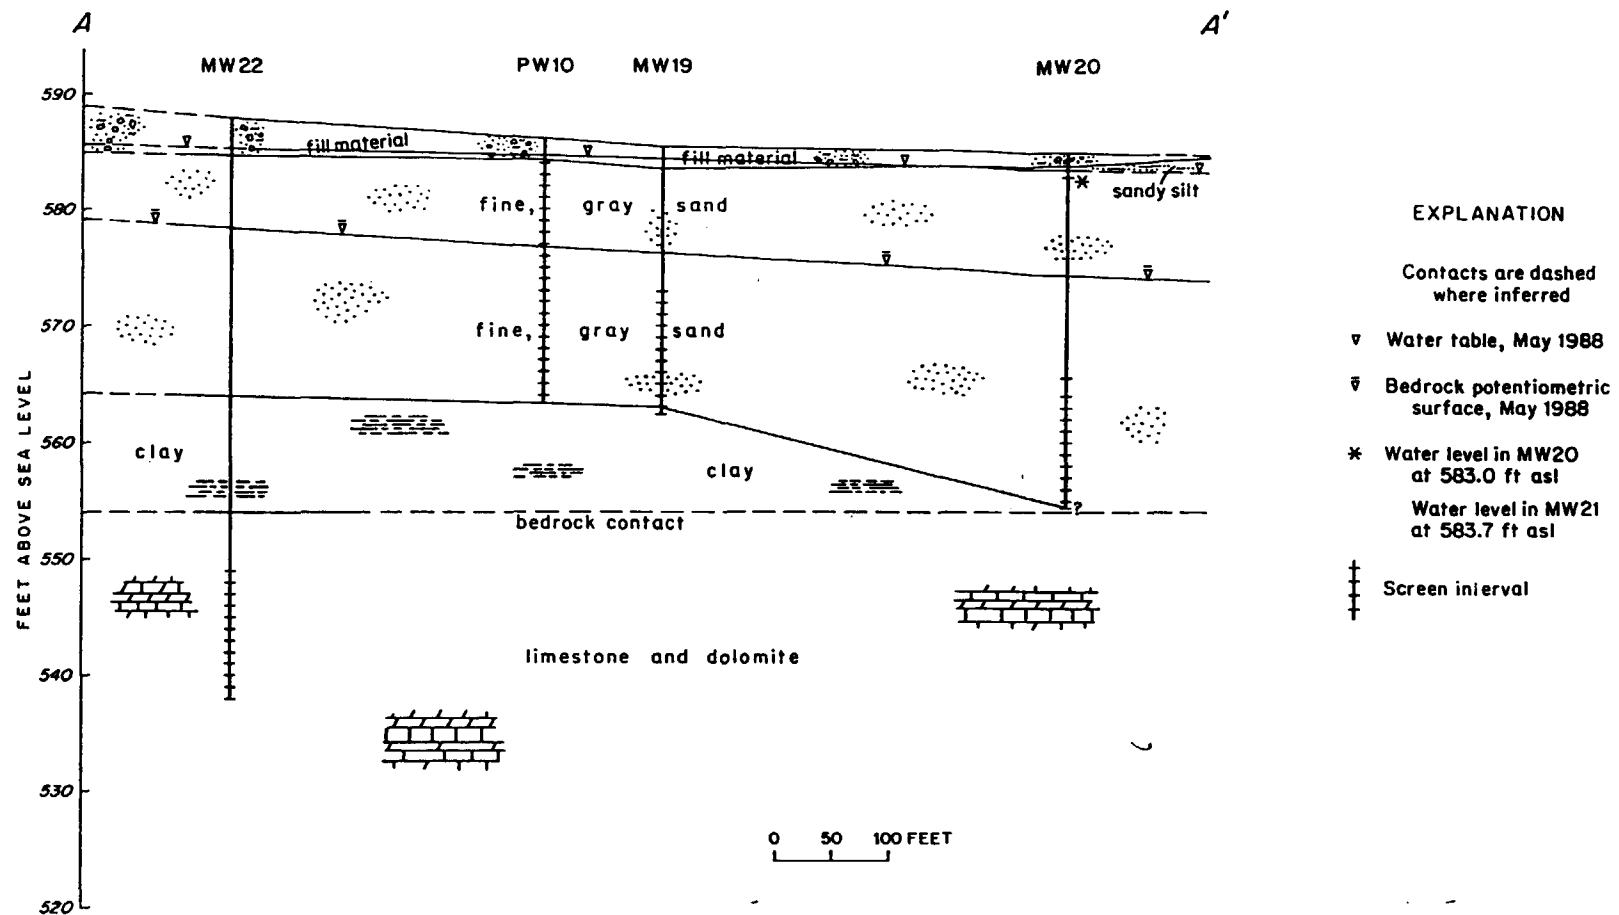 A A'
MW22 PW10 MW19 MW20
590
580
570
560
550
540
530
520
FEET ABOVE SEA LEVEL
fill material
fill material
sandy silt
fine, gray sand
fine, gray sand
clay
clay
?
bedrock contact
limestone and dolomite
0 50 100 FEET
EXPLANATION
Contacts are dashed
where inferred
Water table, May 1988
Bedrock potentiometric
surface, May 1988
Water level in MW20
at 583.0 ft asl
Water level in MW21
at 583.7 ft asl
Screen interval